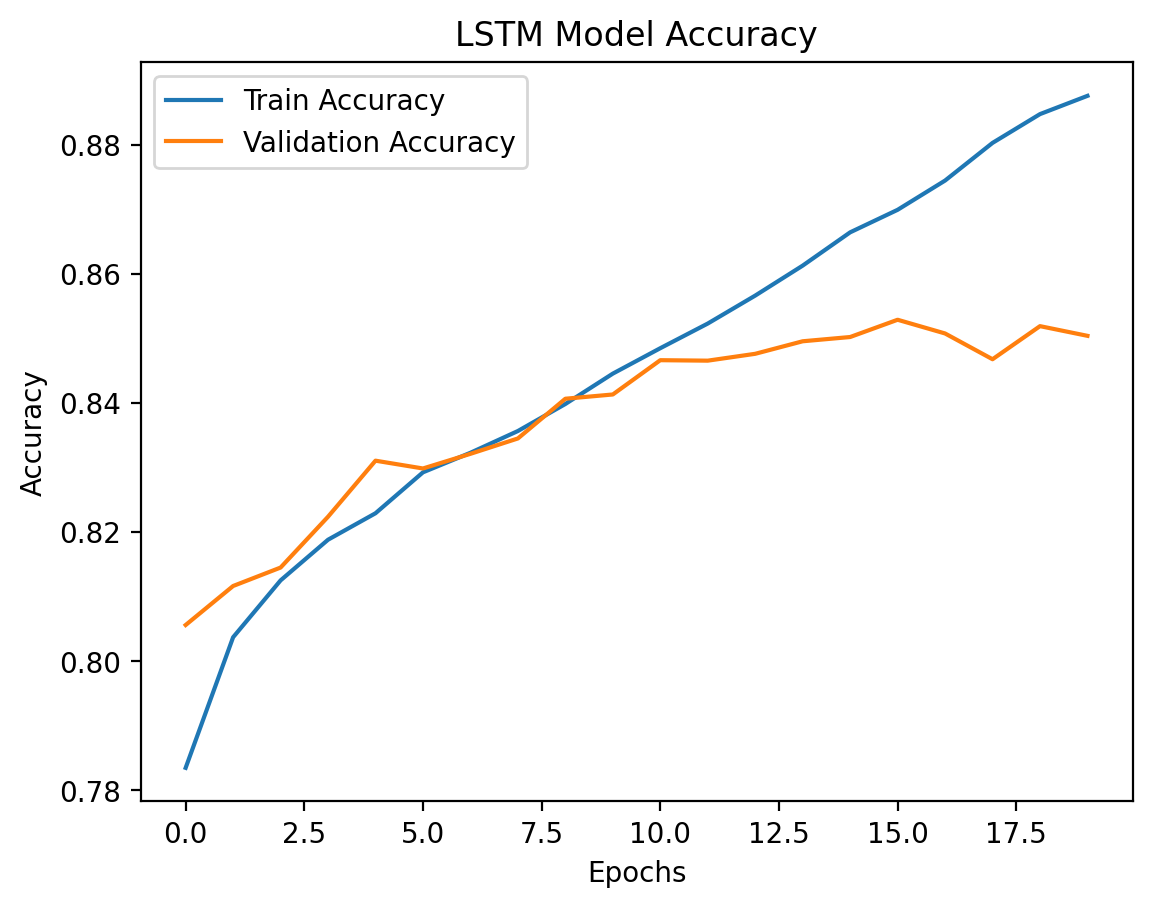 LSTM Model Accuracy
Train Accuracy
Validation Accuracy
Accuracy
0.88
0.86
0.84
0.82
0.80
0.78
0.0 2.5 5.0 7.5 10.0 12.5 15.0 17.5
Epochs